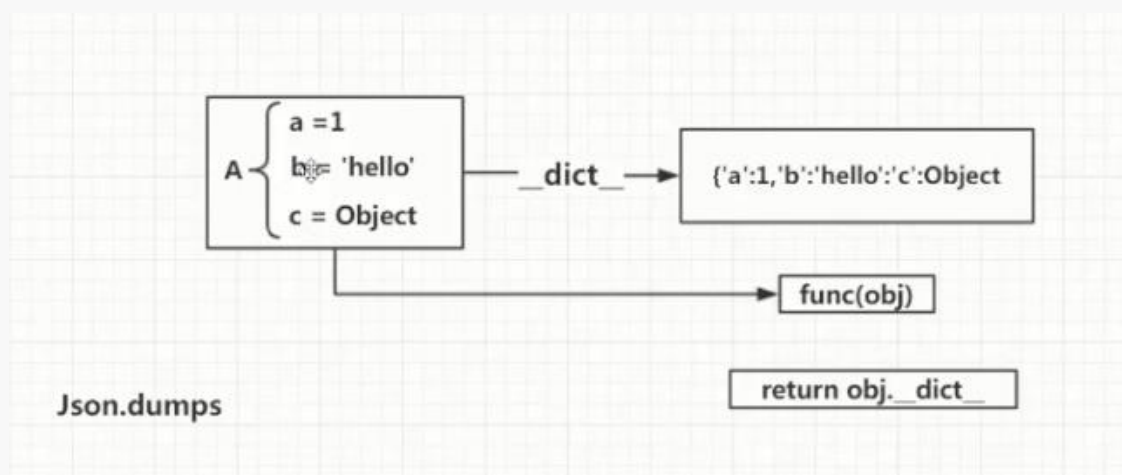 a =1
A
b = 'hello'
c = Object
__dict__
{'a':1,'b':'hello':'c':Object
func(obj)
return obj.__dict__
Json.dumps